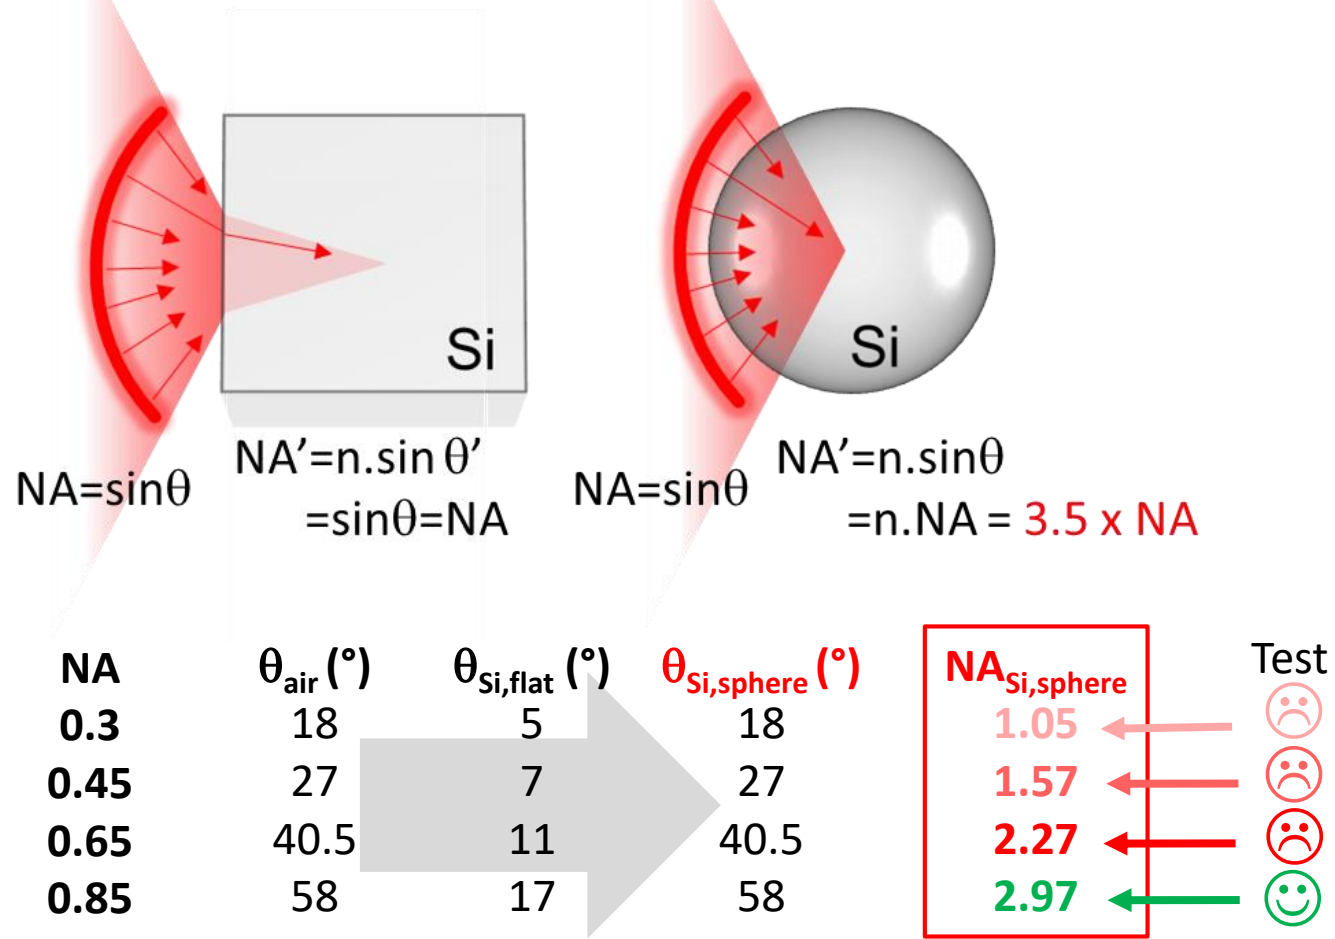 Si
Si
NA=sinθ
NA’=n.sin θ’
=sinθ=NA
NA=sinθ
NA’=n.sinθ
=n.NA = 3.5 x NA
NA θair (°) θSi,flat (°) θSi,sphere (°) NASi,sphere Test
0.3 18 5 18 1.05
0.45 27 7 27 1.57
0.65 40.5 11 40.5 2.27
0.85 58 17 58 2.97